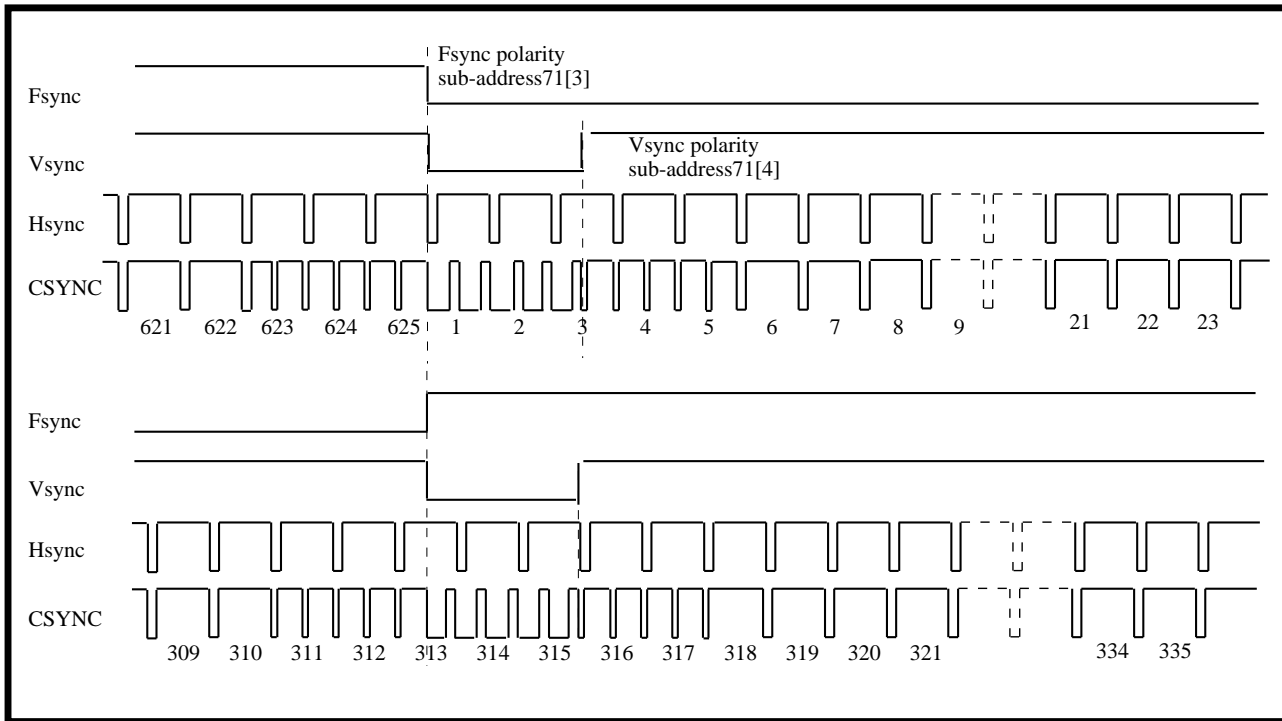 Fsync polarity
sub-address71[3]
Fsync
Vsync
Vsync polarity
sub-address71[4]
Hsync
CSYNC
621 622 623 624 625 1 2 3 4 5 6 7 8 9 21 22 23
Fsync
Vsync
Hsync
CSYNC
309 310 311 312 313 314 315 316 317 318 319 320 321 334 335